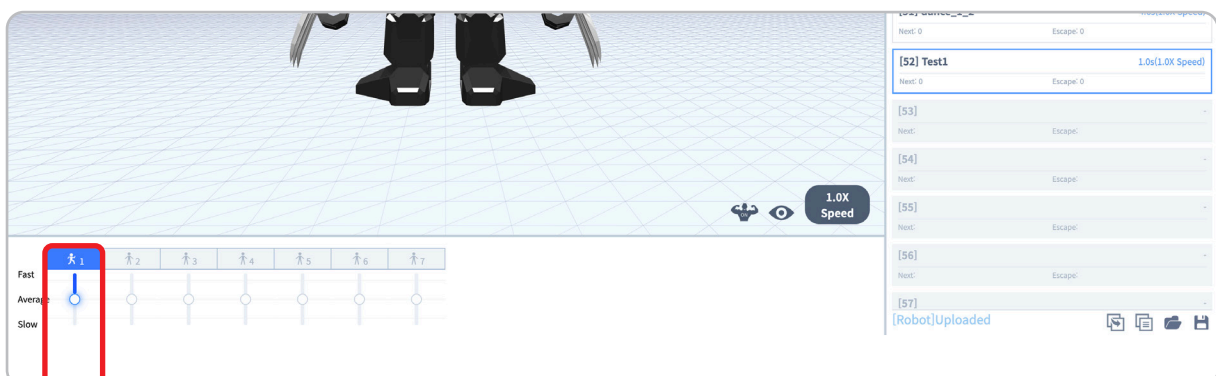 Next: 0 Escape: 0
[52] Test1 1.0s(1.0X Speed)
Next: 0 Escape: 0
[53] -
Next: Escape:
[54] -
Next: Escape:
[55] -
Next: Escape:
[56] -
Next: Escape:
[57] -
[Robot]Uploaded
ON
1.0X
Speed
1 2 3 4 5 6 7
Fast
Average
Slow